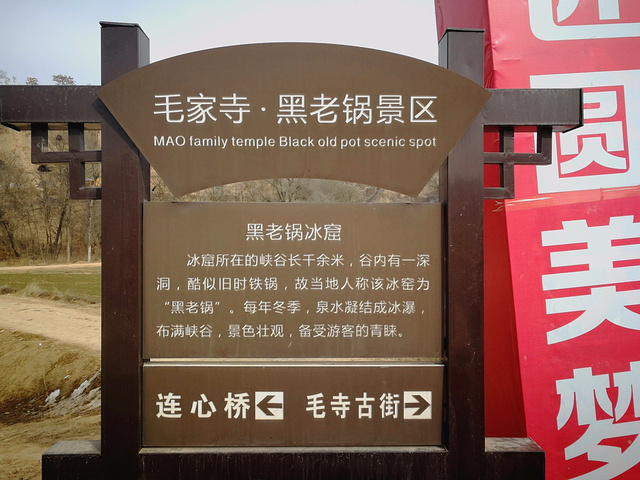 毛家寺·黑老锅景区
MAO family temple Black old pot scenic spot
黑老锅冰窟
冰窟所在的峡谷长千余米，谷内有一深
洞，酷似旧时铁锅，故当地人称该冰窖为
“黑老锅”。每年冬季，泉水凝结成冰瀑，
布满峡谷，景色壮观，备受游客的青睐。
连心桥← 毛寺古街→
圆
美
梦